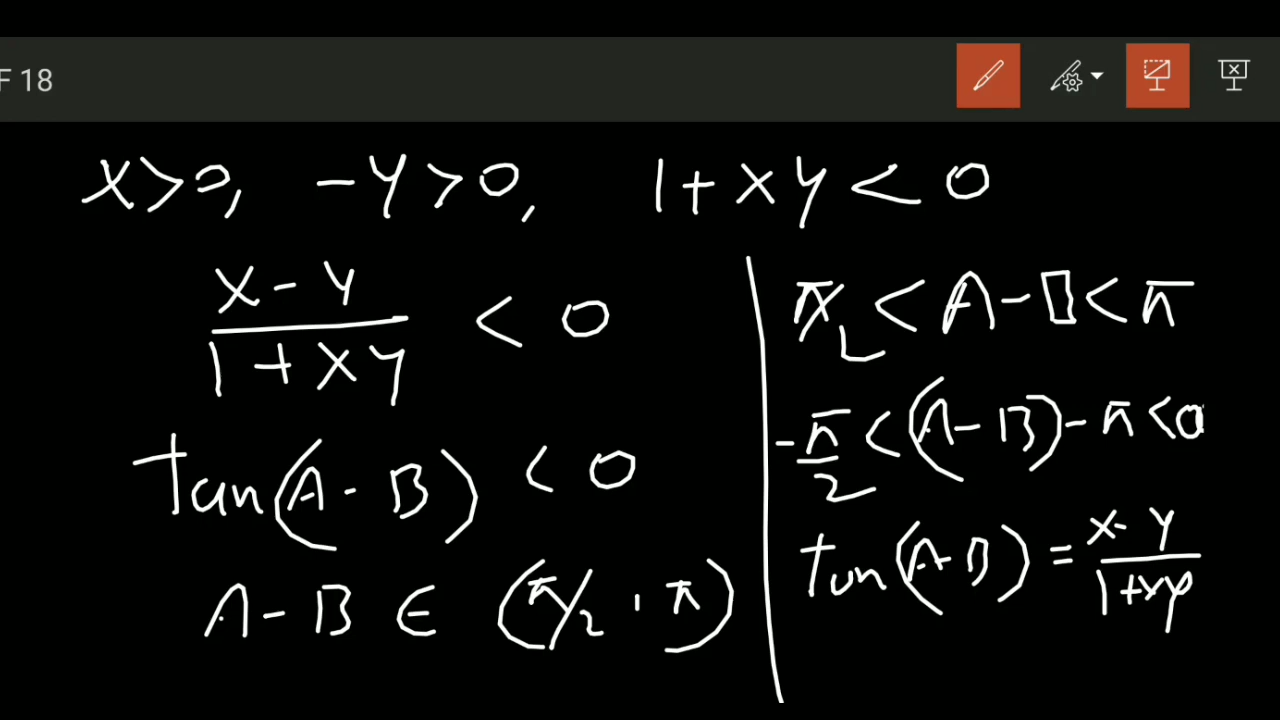 F 18
x>0, -y>0, 1+xy<0
x-y/1+xy < 0
tan(A-B) < 0
A-B ∈ (π/2, π)
π/2 < A-B < π
-π/2 < (A-B)-π < 0
tan(A-B) = x-y/1+xy